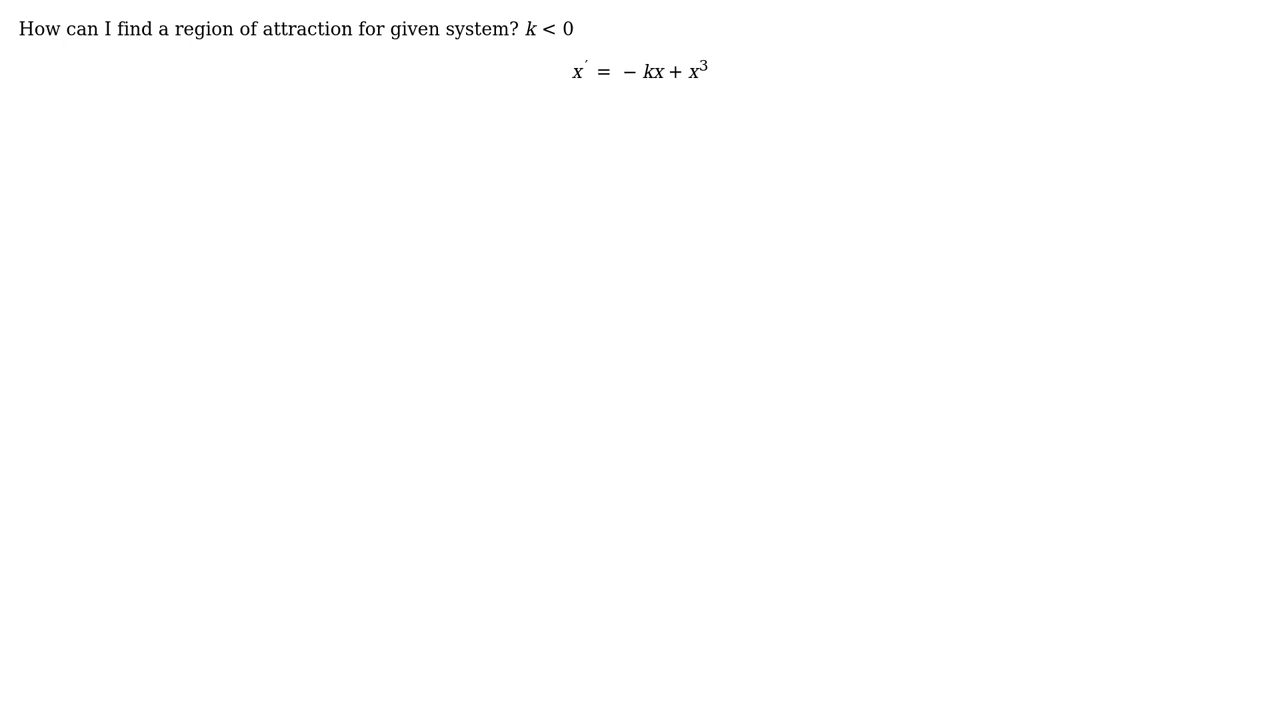 How can I find a region of attraction for given system? k < 0
x′ = − kx + x³